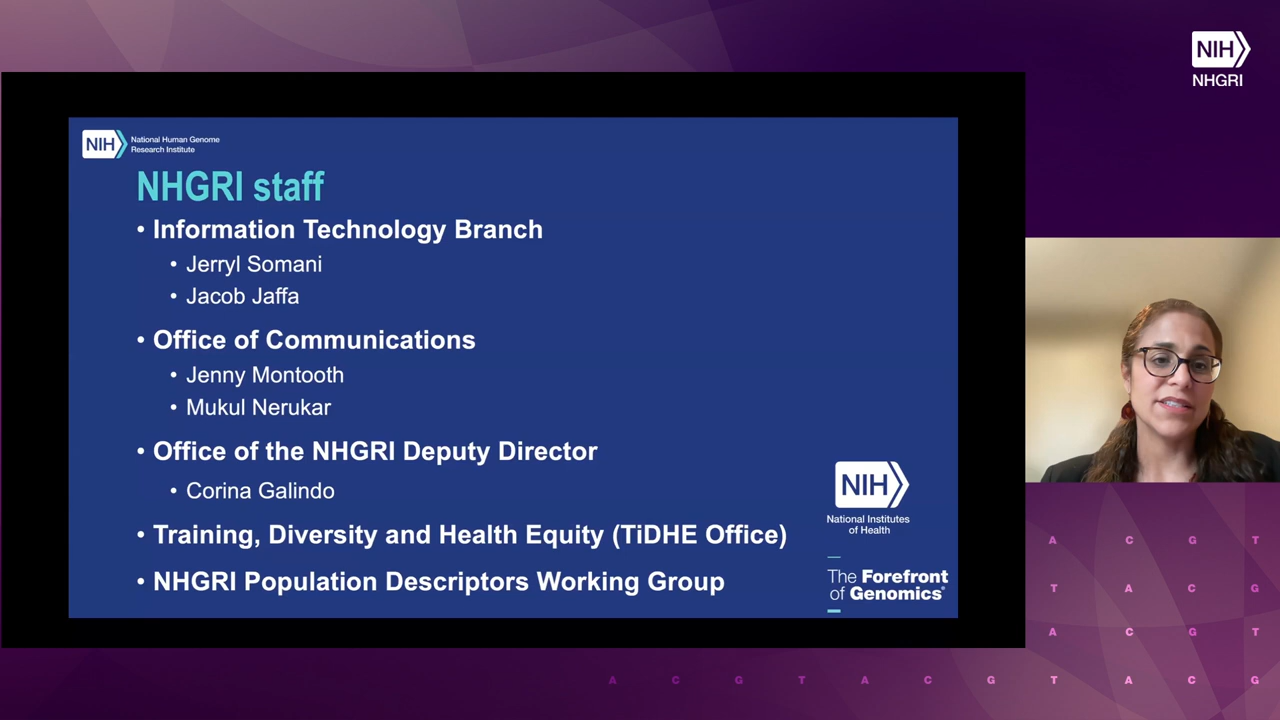 NIH
NHGRI
NIH
National Human Genome
Research Institute
NHGRI staff
• Information Technology Branch
• Jerryl Somani
• Jacob Jaffa
• Office of Communications
• Jenny Montooth
• Mukul Nerukar
• Office of the NHGRI Deputy Director
• Corina Galindo
• Training, Diversity and Health Equity (TiDHE Office)
• NHGRI Population Descriptors Working Group
NIH
National Institutes
of Health
The Forefront
of Genomics®
A C G T
T A C G
A C G T
A C G T A C G T A C G